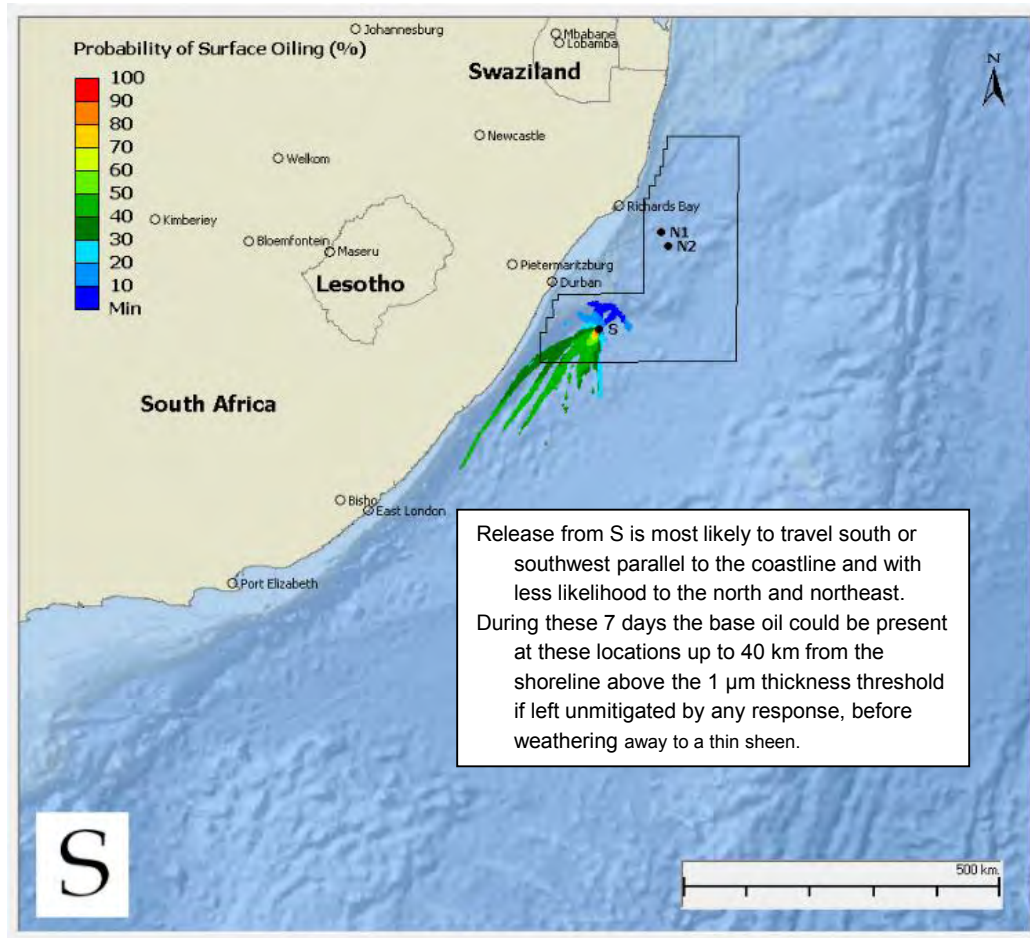 Johannesburg
Mbabane
Lobamba
Probability of Surface Oiling (%)
Swaziland
N
100
90
80
70
60
50
40
30
20
10
Min
Newcastle
Welkom
Richards Bay
Kimberley
N1
Bloemfontein
Maseru
N2
Pietermaritzburg
Lesotho
Durban
S
South Africa
Bisho
East London
Port Elizabeth
Release from S is most likely to travel south or
southwest parallel to the coastline and with
less likelihood to the north and northeast.
During these 7 days the base oil could be present
at these locations up to 40 km from the
shoreline above the 1 µm thickness threshold
if left unmitigated by any response, before
weathering away to a thin sheen.
S
500 km.